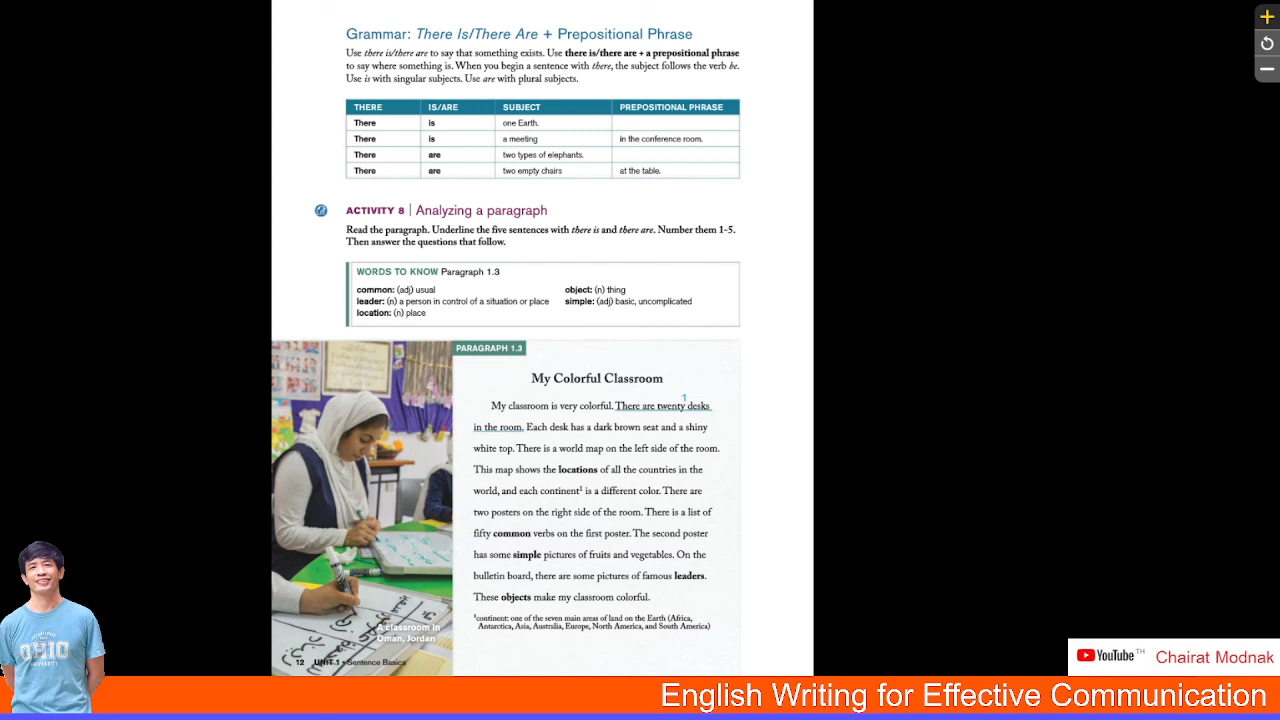 Grammar: There Is/There Are + Prepositional Phrase
Use there is/there are to say that something exists. Use there is/there are + a prepositional phrase
to say where something is. When you begin a sentence with there, the subject follows the verb be.
Use is with singular subjects. Use are with plural subjects.
THERE IS/ARE SUBJECT PREPOSITIONAL PHRASE
There is one Earth.
There is a meeting in the conference room.
There are two types of elephants.
There are two empty chairs at the table.
ACTIVITY 8 | Analyzing a paragraph
Read the paragraph. Underline the five sentences with there is and there are. Number them 1-5.
Then answer the questions that follow.
WORDS TO KNOW Paragraph 1.3
common: (adj) usual
leader: (n) a person in control of a situation or place
location: (n) place
object: (n) thing
simple: (adj) basic, uncomplicated
PARAGRAPH 1.3
My Colorful Classroom
1
My classroom is very colorful. There are twenty desks
in the room. Each desk has a dark brown seat and a shiny
white top. There is a world map on the left side of the room.
This map shows the locations of all the countries in the
world, and each continent1 is a different color. There are
two posters on the right side of the room. There is a list of
fifty common verbs on the first poster. The second poster
has some simple pictures of fruits and vegetables. On the
bulletin board, there are some pictures of famous leaders.
These objects make my classroom colorful.
1continent: one of the seven main areas of land on the Earth (Africa,
Antarctica, Asia, Australia, Europe, North America, and South America)
A classroom in
Oman, Jordan
12 UNIT 1 • Sentence Basics
OHIO
UNIVERSITY
YouTube TH Chairat Modnak
English Writing for Effective Communication